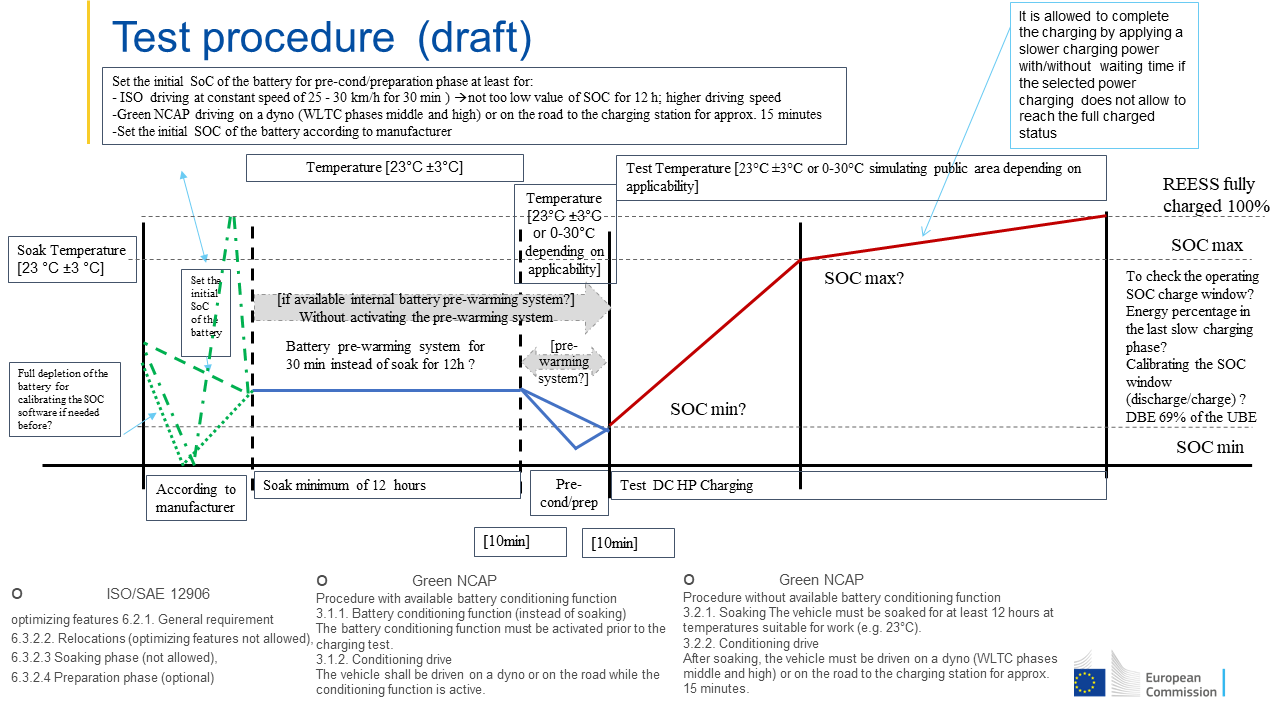 Test procedure (draft)
It is allowed to complete
the charging by applying a
slower charging power
with/without waiting time if
the selected power
charging does not allow to
reach the full charged
status
Set the initial SoC of the battery for pre-cond/preparation phase at least for:
- ISO driving at constant speed of 25 - 30 km/h for 30 min ) →not too low value of SOC for 12 h; higher driving speed
-Green NCAP driving on a dyno (WLTC phases middle and high) or on the road to the charging station for approx. 15 minutes
-Set the initial SOC of the battery according to manufacturer
Temperature [23°C ±3°C]
Test Temperature [23°C ±3°C or 0-30°C simulating public area depending on
applicability]
Temperature
[23°C ±3°C
or 0-30°C
depending on
applicability]
REESS fully
charged 100%
Soak Temperature
[23 °C ±3 °C]
SOC max
Set the
initial
SoC
of the
battery
SOC max?
To check the operating
SOC charge window?
Energy percentage in
the last slow charging
phase?
Calibrating the SOC
window
(discharge/charge) ?
DBE 69% of the UBE
[if available internal battery pre-warming system?]
Without activating the pre-warming system
Battery pre-warming system for
30 min instead of soak for 12h ?
[pre-
warming
system?]
Full depletion of the
battery for
calibrating the SOC
software if needed
before?
SOC min?
SOC min
According to
manufacturer
Soak minimum of 12 hours
Pre-
cond/prep
Test DC HP Charging
[10min]
[10min]
O ISO/SAE 12906
optimizing features 6.2.1. General requirement
6.3.2.2. Relocations (optimizing features not allowed),
6.3.2.3 Soaking phase (not allowed),
6.3.2.4 Preparation phase (optional)
O Green NCAP
Procedure with available battery conditioning function
3.1.1. Battery conditioning function (instead of soaking)
The battery conditioning function must be activated prior to the
charging test.
3.1.2. Conditioning drive
The vehicle shall be driven on a dyno or on the road while the
conditioning function is active.
O Green NCAP
Procedure without available battery conditioning function
3.2.1. Soaking The vehicle must be soaked for at least 12 hours at
temperatures suitable for work (e.g. 23°C).
3.2.2. Conditioning drive
After soaking, the vehicle must be driven on a dyno (WLTC phases
middle and high) or on the road to the charging station for approx.
15 minutes.
European
Commission